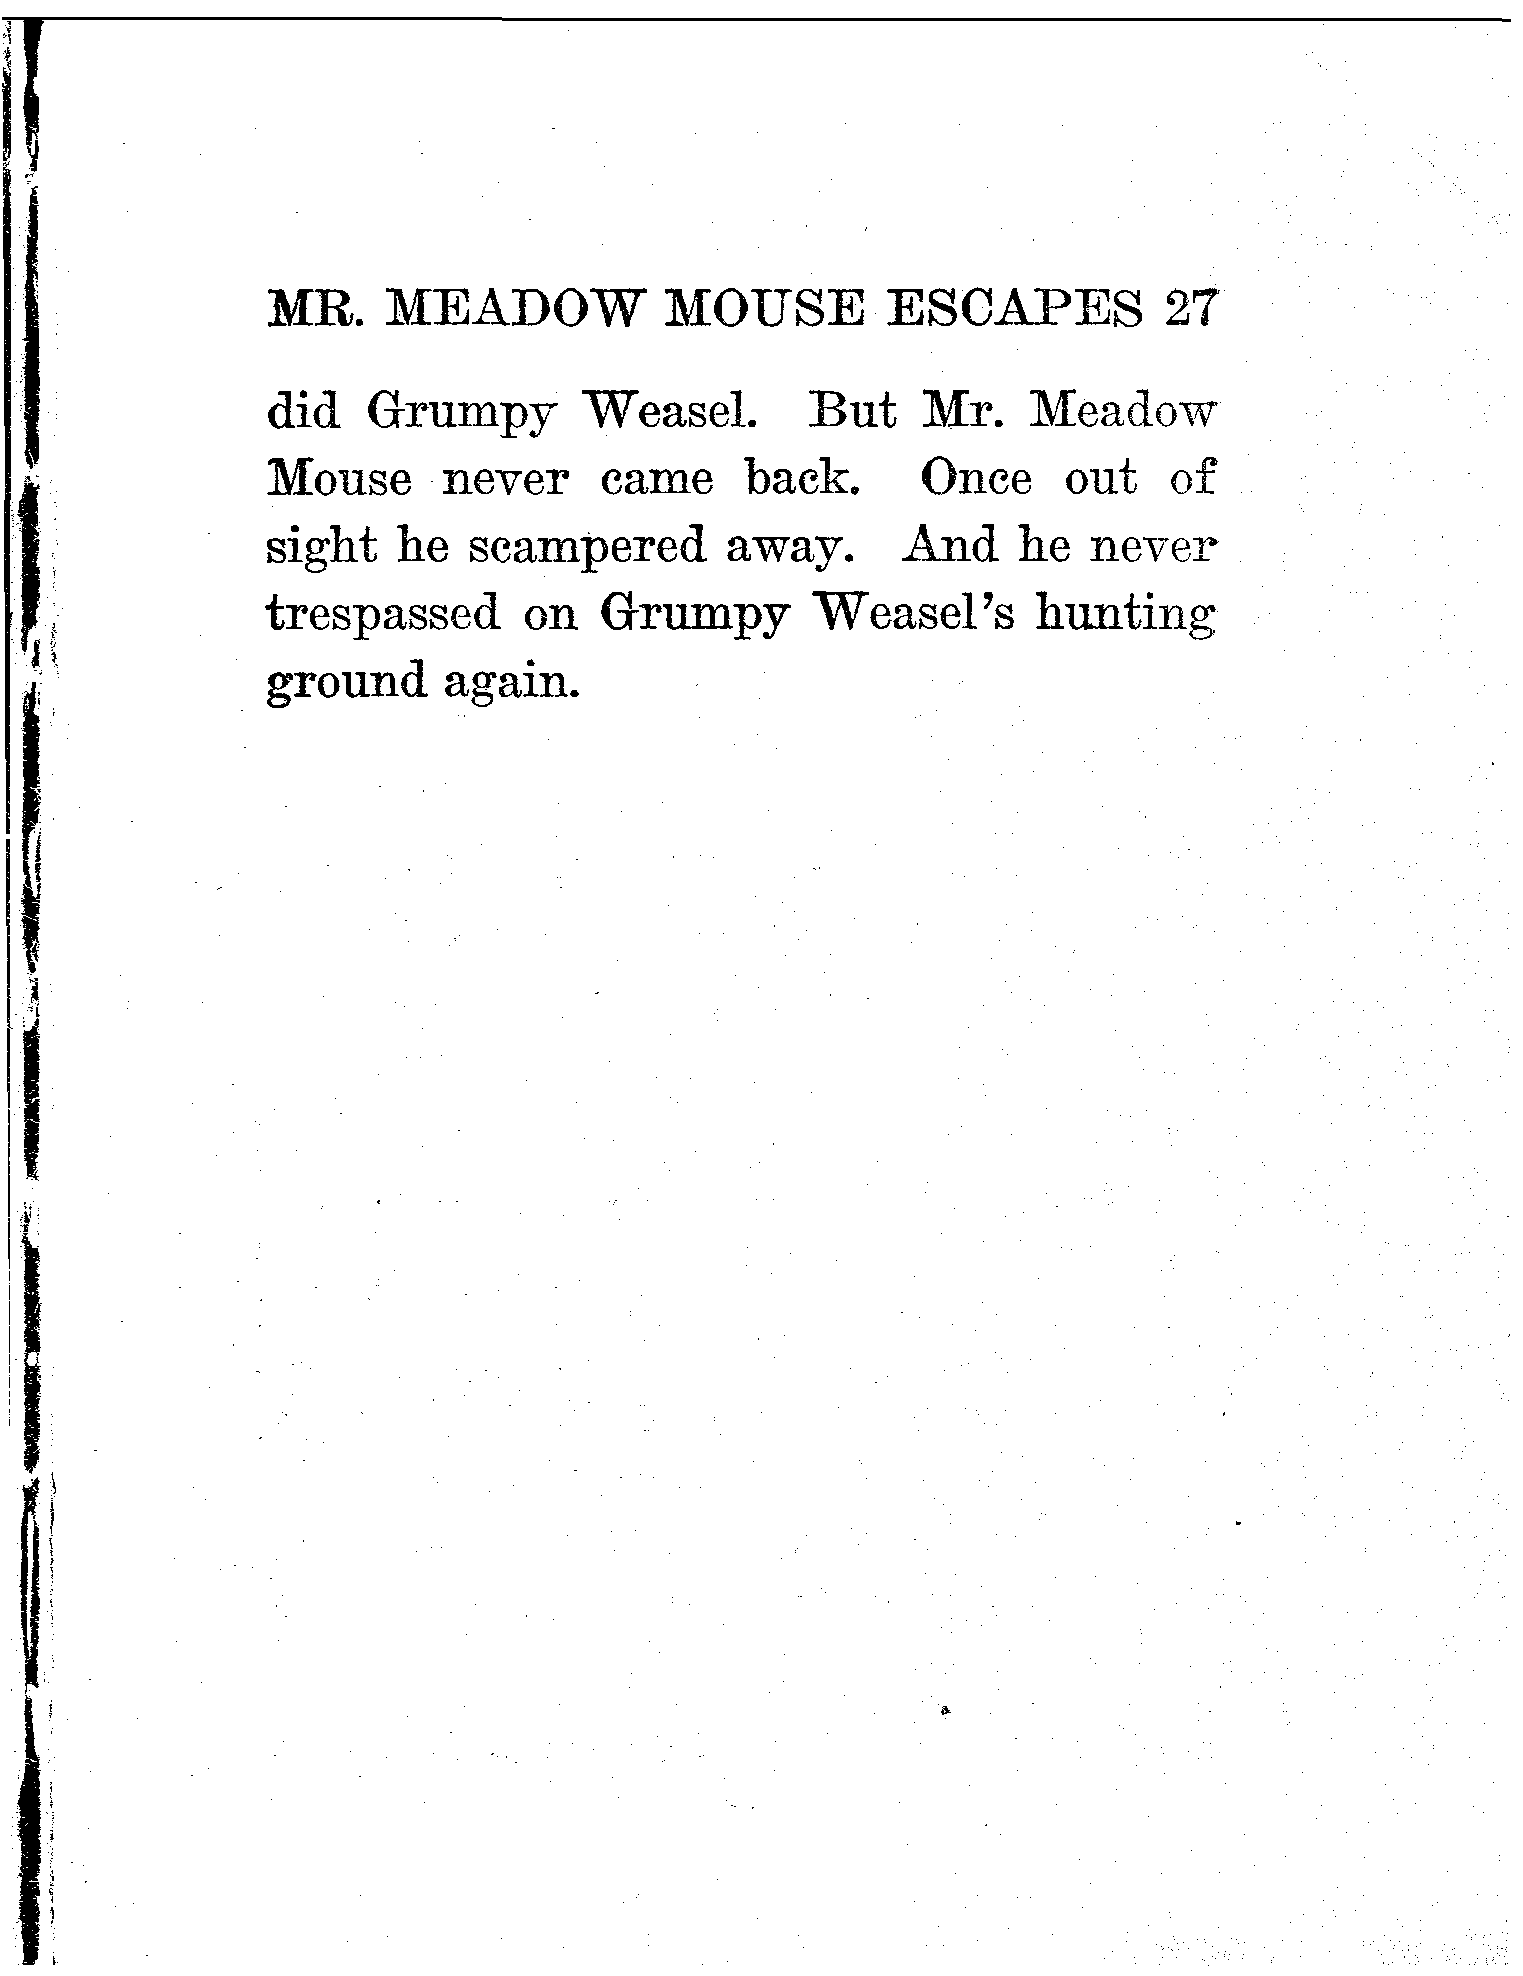 MR. MEADOW MOUSE ESCAPES 27
did Grumpy Weasel. But Mr. Meadow
Mouse never came back. Once out of
sight he scampered away. And he never
trespassed on Grumpy Weasel's hunting
ground again.